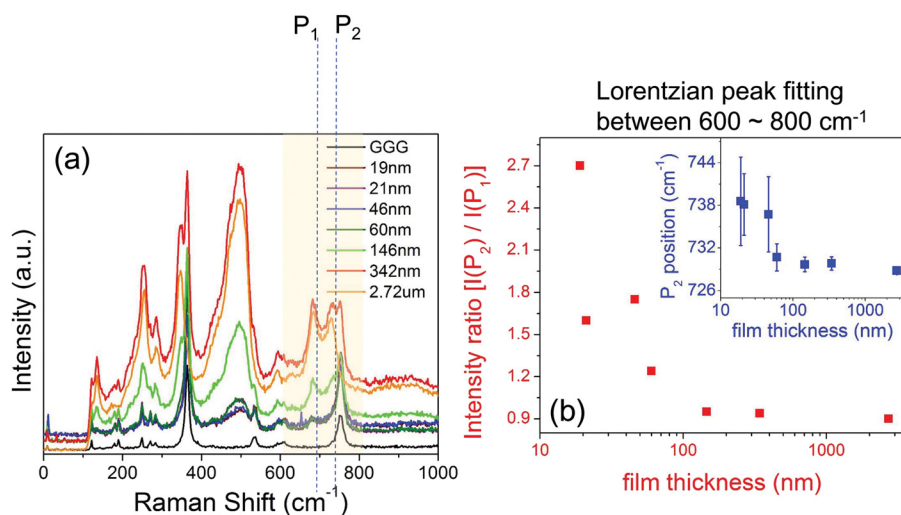 P₁ P₂
(a)
GGG
19nm
21nm
46nm
60nm
146nm
342nm
2.72um
Intensity (a.u.)
0 200 400 600 800 1000
Raman Shift (cm⁻¹)
Lorentzian peak fitting
between 600 ~ 800 cm⁻¹
Intensity ratio [I(P₂) / I(P₁)]
2.7
2.4
2.1
1.8
1.5
1.2
0.9
P₂ position (cm⁻¹)
744
738
732
726
10 100 1000
film thickness (nm)
(b)
10 100 1000
film thickness (nm)